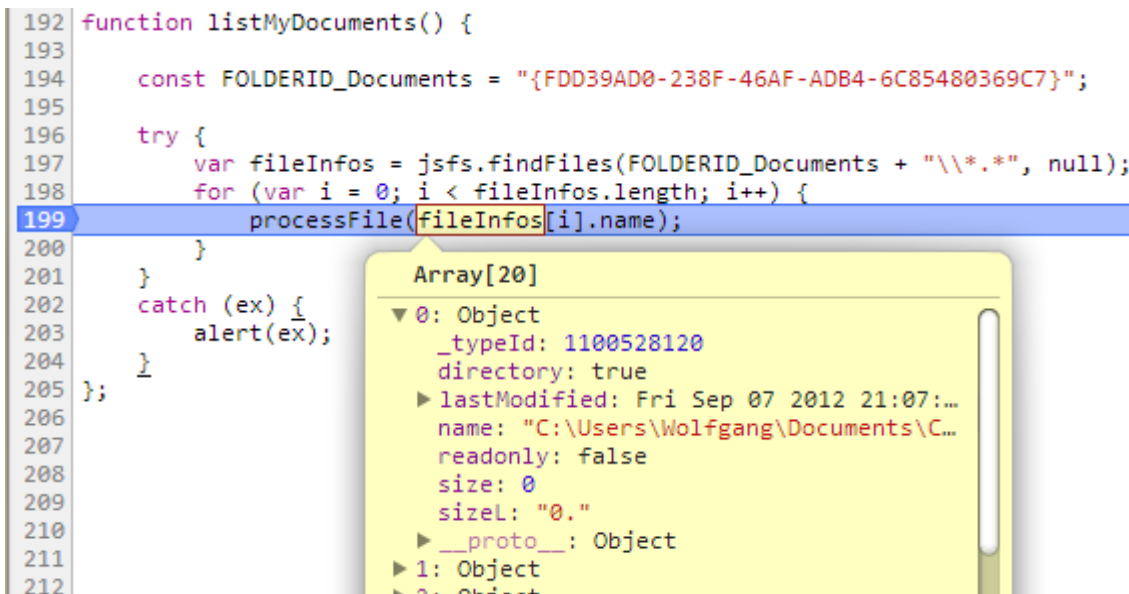 192 function listMyDocuments() {
193
194     const FOLDERID_Documents = "{FDD39AD0-238F-46AF-ADB4-6C85480369C7}";
195
196     try {
197         var fileInfos = jsfs.findFiles(FOLDERID_Documents + "\\*.*", null);
198         for (var i = 0; i < fileInfos.length; i++) {
199             processFile(fileInfos[i].name);
200         }
201     }
202     catch (ex) {
203         alert(ex);
204     }
205 };
206
207
208
209
210
211
212
Array[20]
▼ 0: Object
_typeId: 1100528120
directory: true
▶ lastModified: Fri Sep 07 2012 21:07:…
name: "C:\Users\Wolfgang\Documents\C…
readonly: false
size: 0
sizeL: "0."
▶ __proto__: Object
▶ 1: Object